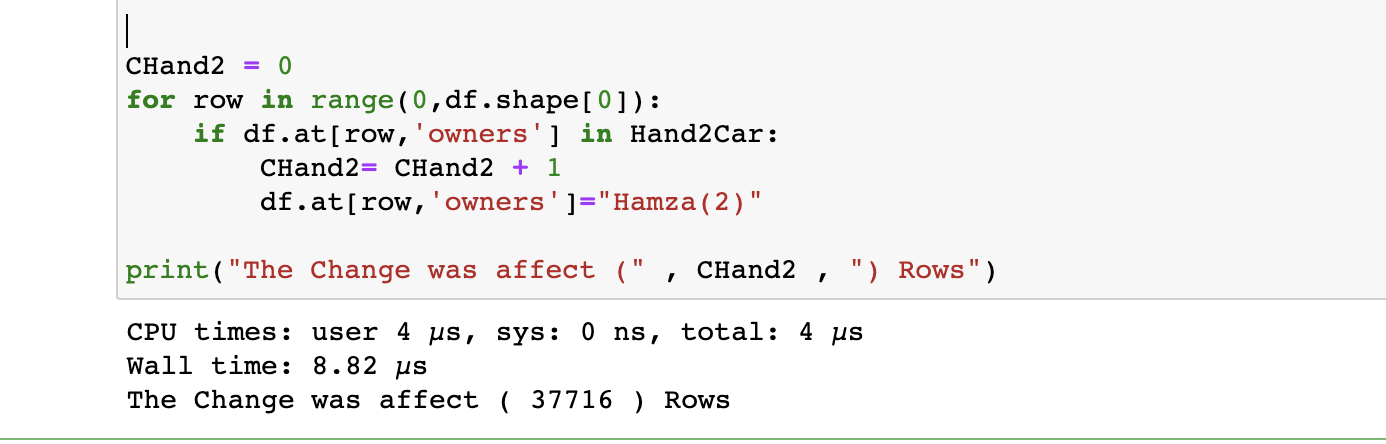 CHand2 = 0
for row in range(0,df.shape[0]):
    if df.at[row,'owners'] in Hand2Car:
        CHand2= CHand2 + 1
        df.at[row,'owners']="Hamza(2)"
print("The Change was affect (" , CHand2 , ") Rows")
CPU times: user 4 µs, sys: 0 ns, total: 4 µs
Wall time: 8.82 µs
The Change was affect ( 37716 ) Rows